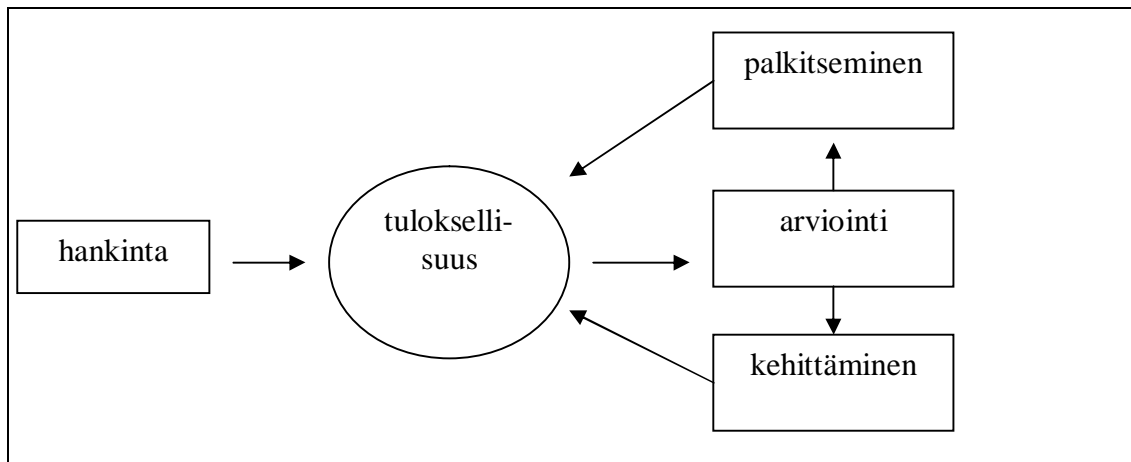 palkitseminen
hankinta
tulokselli-
suus
arviointi
kehittäminen